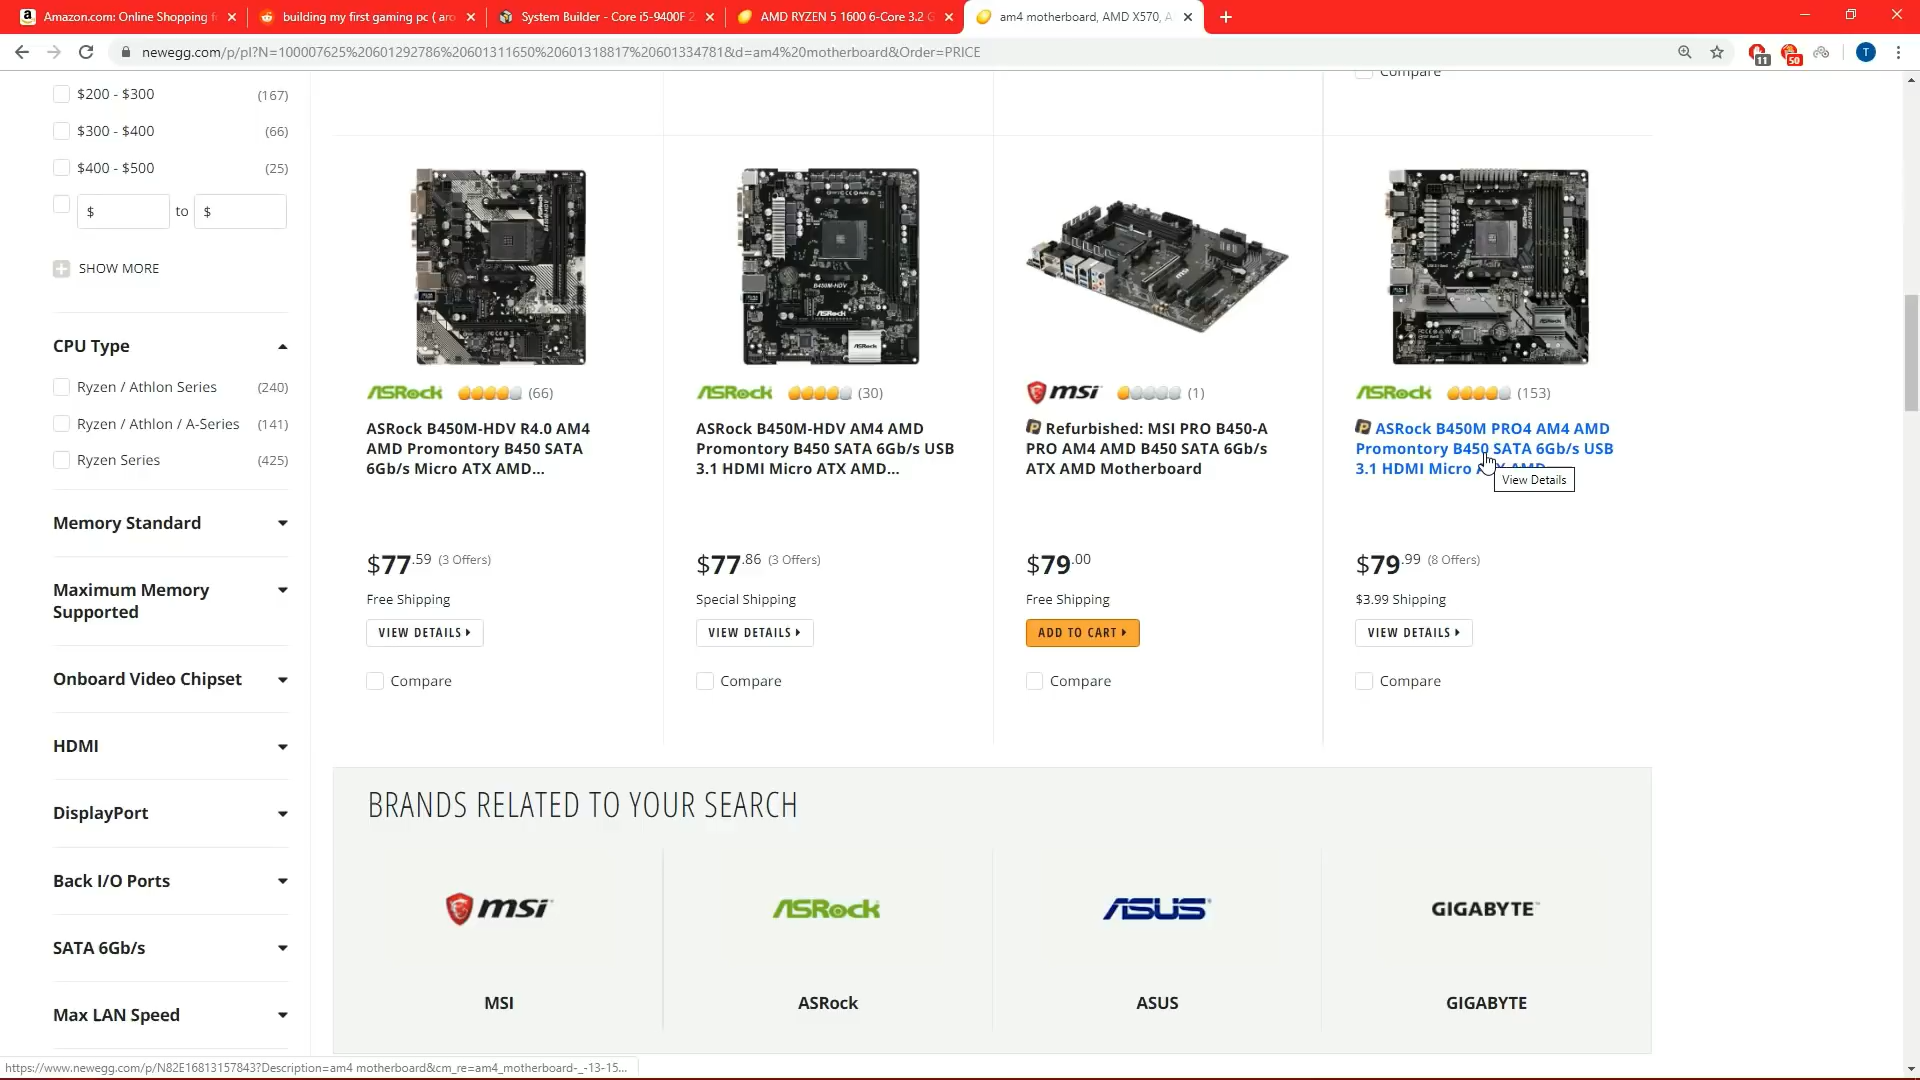 Amazon.com: Online Shopping f
building my first gaming pc ( aro
System Builder - Core i5-9400F 2
AMD RYZEN 5 1600 6-Core 3.2 G
am4 motherboard, AMD X570, A
newegg.com/p/pl?N=100007625%20601292786%20601311650%20601318817%20601334781&d=am4%20motherboard&Order=PRICE
11
50
T
Compare
$200 - $300 (167)
$300 - $400 (66)
$400 - $500 (25)
$ to $
SHOW MORE
CPU Type
Ryzen / Athlon Series (240)
Ryzen / Athlon / A-Series (141)
Ryzen Series (425)
Memory Standard
Maximum Memory
Supported
Onboard Video Chipset
HDMI
DisplayPort
Back I/O Ports
SATA 6Gb/s
Max LAN Speed
ASRock (66)
ASRock B450M-HDV R4.0 AM4
AMD Promontory B450 SATA
6Gb/s Micro ATX AMD...
$77.59 (3 Offers)
Free Shipping
VIEW DETAILS
Compare
B450M-HDV
ASRock
ASRock
ASRock (30)
ASRock B450M-HDV AM4 AMD
Promontory B450 SATA 6Gb/s USB
3.1 HDMI Micro ATX AMD...
$77.86 (3 Offers)
Special Shipping
VIEW DETAILS
Compare
msi
msi (1)
Refurbished: MSI PRO B450-A
PRO AM4 AMD B450 SATA 6Gb/s
ATX AMD Motherboard
$79.00
Free Shipping
ADD TO CART
Compare
ASRock
ASRock (153)
ASRock B450M PRO4 AM4 AMD
Promontory B450 SATA 6Gb/s USB
3.1 HDMI Micro ATX AMD...
View Details
$79.99 (8 Offers)
$3.99 Shipping
VIEW DETAILS
Compare
BRANDS RELATED TO YOUR SEARCH
msi
ASRock
ASUS
GIGABYTE
MSI
ASRock
ASUS
GIGABYTE
https://www.newegg.com/p/N82E16813157843?Description=am4 motherboard&cm_re=am4_motherboard-_-13-15...